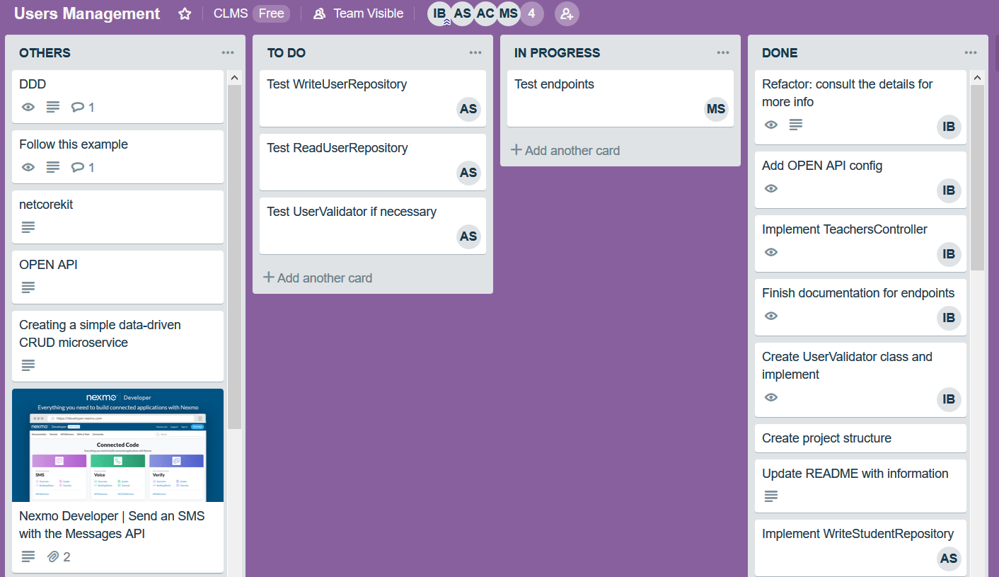 Users Management
CLMS
Free
Team Visible
IB
AS
AC
MS
4
OTHERS
DDD
1
Follow this example
1
netcorekit
OPEN API
Creating a simple data-driven
CRUD microservice
nexmo Developer
Everything you need to build connected applications with Nexmo
https://developer.nexmo.com
nexmo Developer
Connected Code
SMS
Voice
Verify
Nexmo Developer | Send an SMS
with the Messages API
2
TO DO
Test WriteUserRepository
AS
Test ReadUserRepository
AS
Test UserValidator if necessary
AS
Add another card
IN PROGRESS
Test endpoints
MS
Add another card
DONE
Refactor: consult the details for
more info
IB
Add OPEN API config
IB
Implement TeachersController
IB
Finish documentation for endpoints
IB
Create UserValidator class and
implement
IB
Create project structure
Update README with information
Implement WriteStudentRepository
AS